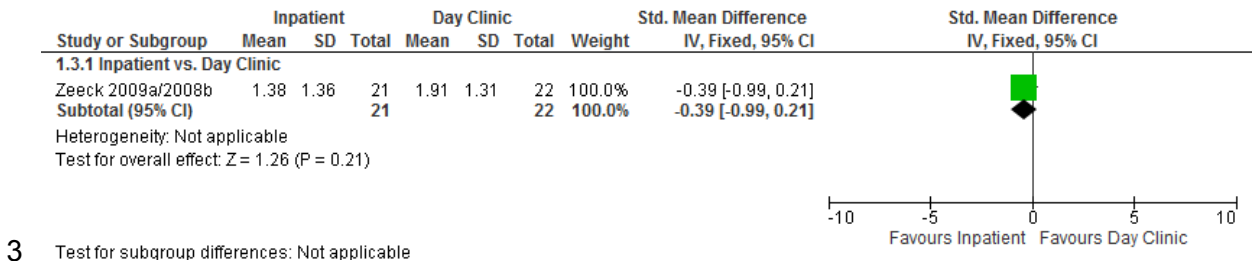 Inpatient Day Clinic Std. Mean Difference Std. Mean Difference
Study or Subgroup Mean SD Total Mean SD Total Weight IV, Fixed, 95% CI IV, Fixed, 95% CI
1.3.1 Inpatient vs. Day Clinic
Zeeck 2009a/2008b 1.38 1.36 21 1.91 1.31 22 100.0% -0.39 [-0.99, 0.21]
Subtotal (95% CI) 21 22 100.0% -0.39 [-0.99, 0.21]
Heterogeneity: Not applicable
Test for overall effect: Z = 1.26 (P = 0.21)
-10 -5 0 5 10
Favours Inpatient Favours Day Clinic
3 Test for subgroup differences: Not applicable